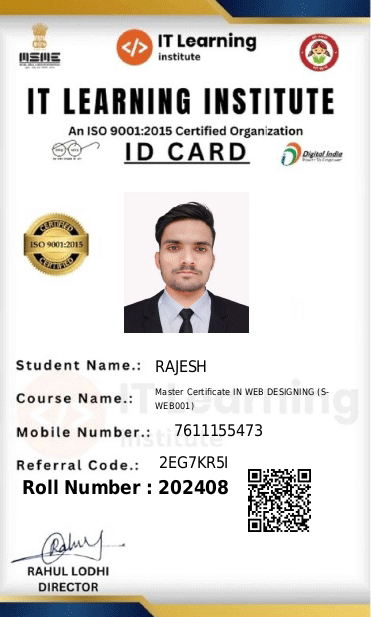 MSME
IT Learning
institute
IT LEARNING INSTITUTE
An ISO 9001:2015 Certified Organization
ID CARD
Digital India
Power To Empower
CERTIFIED
ISO 9001:2015
CERTIFIED
Student Name.: RAJESH
Course Name.: Master Certificate IN WEB DESIGNING (S-
WEB001)
IT Learning
institute
Mobile Number.: 7611155473
Referral Code.: 2EG7KR5I
Roll Number : 202408
Rahul
RAHUL LODHI
DIRECTOR